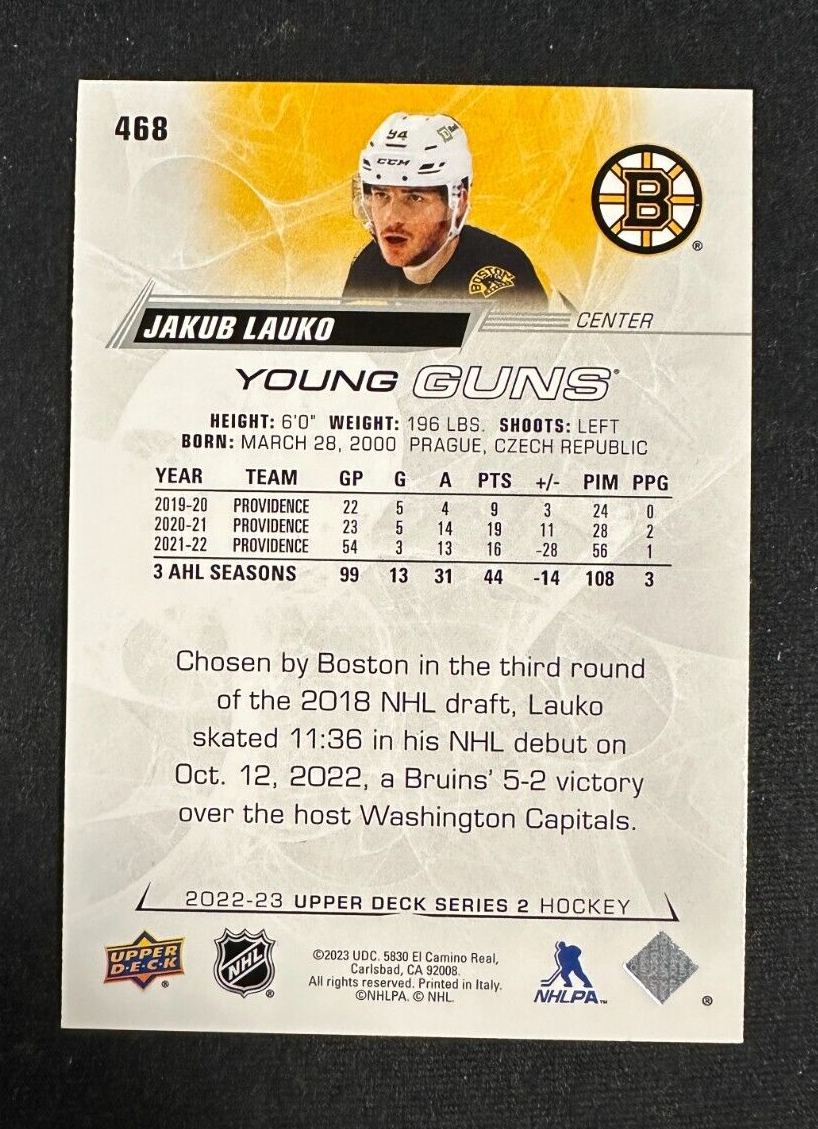 468
94
CCM
B
®
BOSTON
JAKUB LAUKO
CENTER
YOUNG GUNS®
HEIGHT: 6'0" WEIGHT: 196 LBS. SHOOTS: LEFT
BORN: MARCH 28, 2000 PRAGUE, CZECH REPUBLIC
YEAR TEAM GP G A PTS +/- PIM PPG
2019-20 PROVIDENCE 22 5 4 9 3 24 0
2020-21 PROVIDENCE 23 5 14 19 11 28 2
2021-22 PROVIDENCE 54 3 13 16 -28 56 1
3 AHL SEASONS 99 13 31 44 -14 108 3
Chosen by Boston in the third round
of the 2018 NHL draft, Lauko
skated 11:36 in his NHL debut on
Oct. 12, 2022, a Bruins' 5-2 victory
over the host Washington Capitals.
2022-23 UPPER DECK SERIES 2 HOCKEY
UPPER
D·E·C·K
®
NHL
®
©2023 UDC. 5830 El Camino Real,
Carlsbad, CA 92008.
All rights reserved. Printed in Italy.
©NHLPA. © NHL.
NHLPA™
®